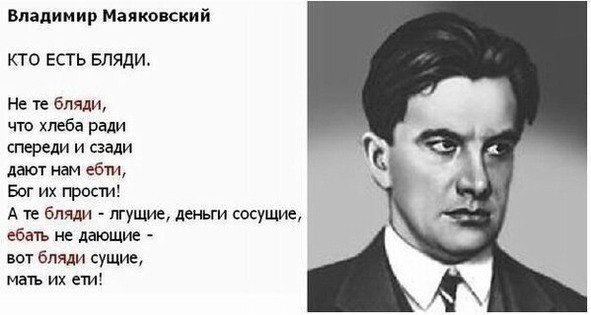 Владимир Маяковский
КТО ЕСТЬ БЛЯДИ.
Не те бляди,
что хлеба ради
спереди и сзади
дают нам ебти,
Бог их прости!
А те бляди - лгущие, деньги сосущие,
ебать не дающие -
вот бляди сущие,
мать их ети!